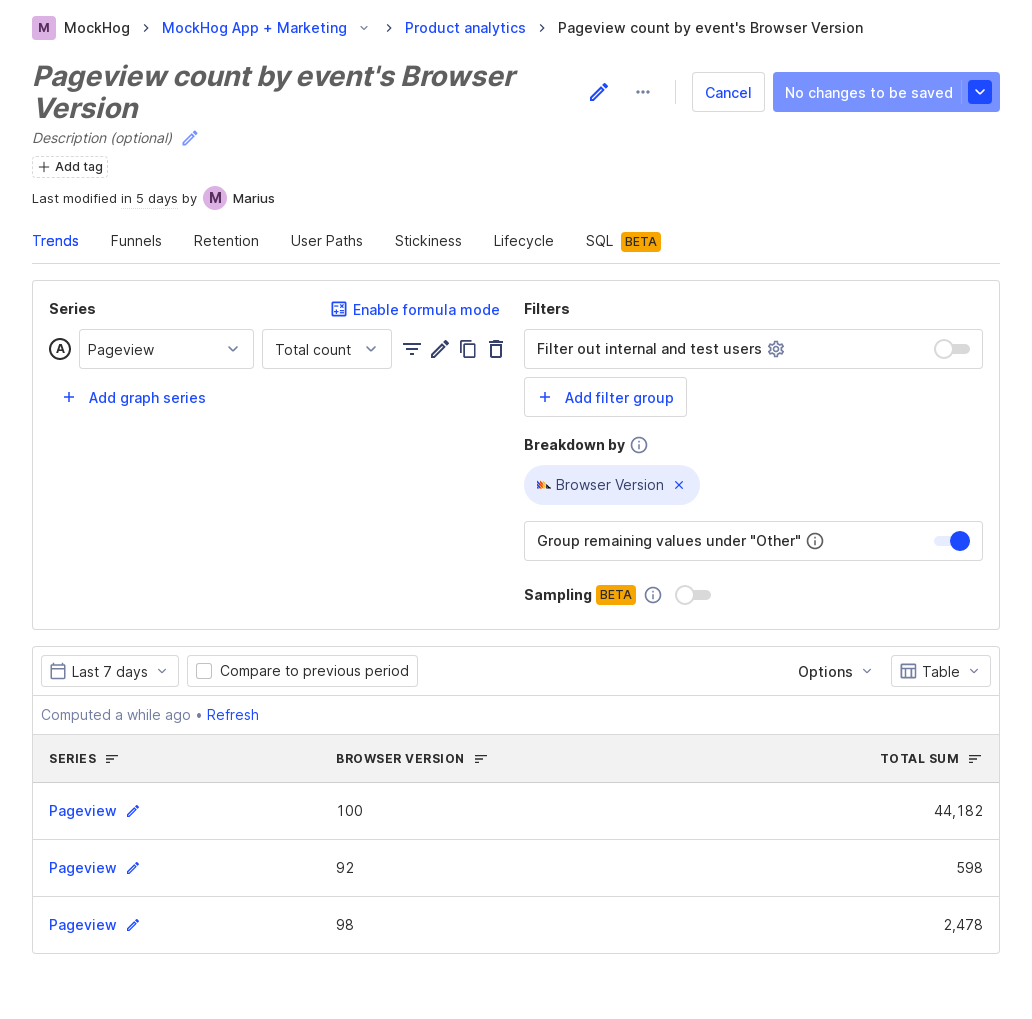 M MockHog MockHog App + Marketing Product analytics Pageview count by event's Browser Version
Pageview count by event's Browser
Version
Cancel
No changes to be saved
Description (optional)
Add tag
Last modified in 5 days by M Marius
Trends Funnels Retention User Paths Stickiness Lifecycle SQL BETA
Series
Enable formula mode
A Pageview Total count
Add graph series
Filters
Filter out internal and test users
Add filter group
Breakdown by
Browser Version
Group remaining values under "Other"
Sampling BETA
Last 7 days Compare to previous period Options Table
Computed a while ago • Refresh
SERIES BROWSER VERSION TOTAL SUM
Pageview 100 44,182
Pageview 92 598
Pageview 98 2,478